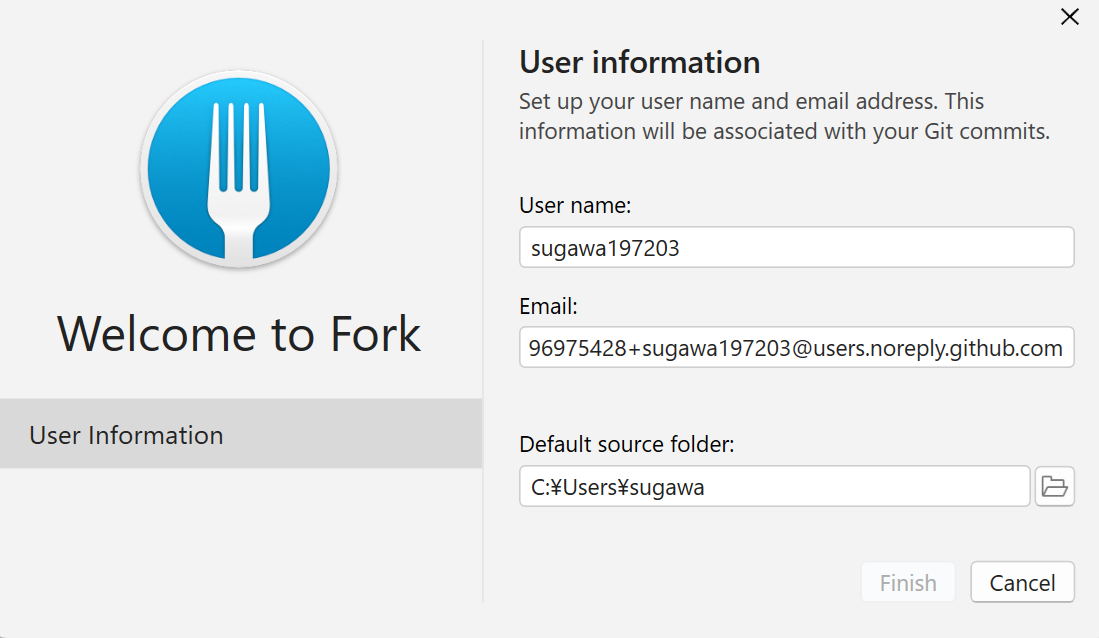 Welcome to Fork
User Information
User information
Set up your user name and email address. This
information will be associated with your Git commits.
User name:
sugawa197203
Email:
96975428+sugawa197203@users.noreply.github.com
Default source folder:
C:¥Users¥sugawa
Finish
Cancel